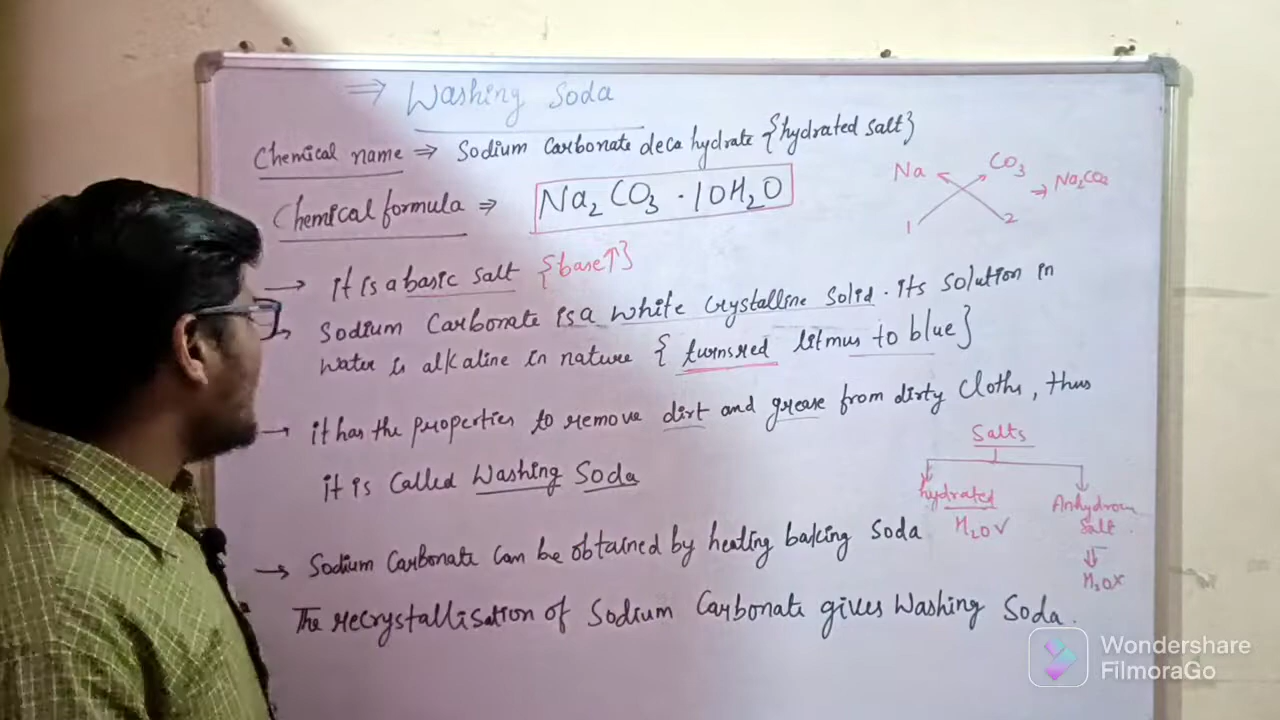 ⇒ Washing Soda
Chemical name ⇒ Sodium Carbonate deca hydrate {hydrated salt}
Chemical formula ⇒ Na₂CO₃·10H₂O
Na CO₃ ⇒ Na₂CO₂
1 2
→ it is a basic salt {base↑}
→ Sodium Carbonate is a white Crystalline Solid. its solution in
water is alkaline in nature { turns red litmus to blue}
→ it has the properties to remove dirt and grease from dirty cloths, thus
it is Called Washing Soda
Salts
hydrated Anhydrous
H₂O√ Salt
⇓
H₂O×
→ Sodium Carbonate can be obtained by heating baking soda
The recrystallisation of Sodium Carbonate gives Washing Soda.
Wondershare
FilmoraGo